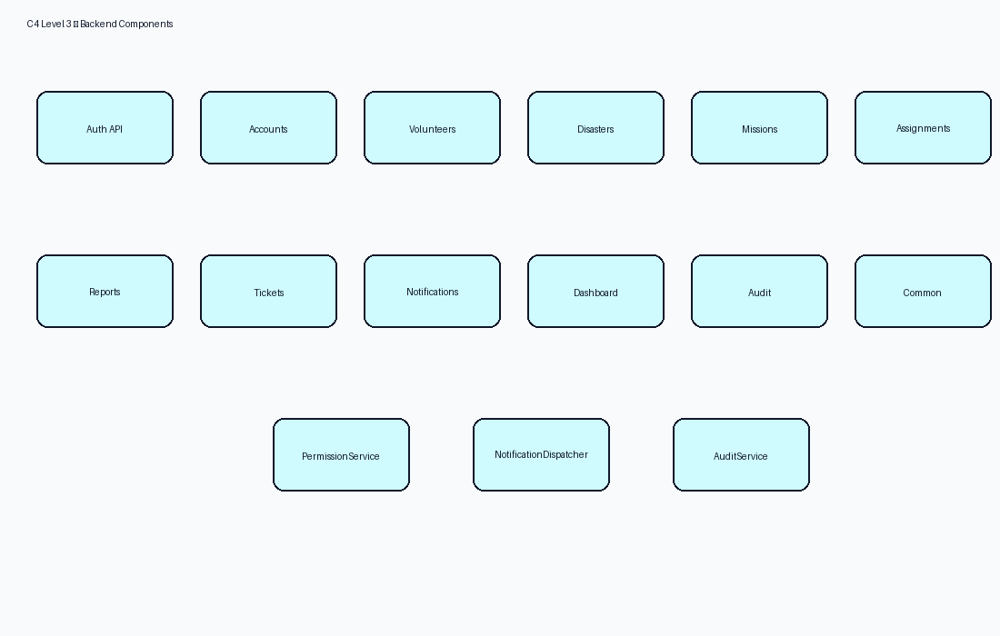 C4 Level 3 Backend Components
Auth API
Accounts
Volunteers
Disasters
Missions
Assignments
Reports
Tickets
Notifications
Dashboard
Audit
Common
PermissionService
NotificationDispatcher
AuditService